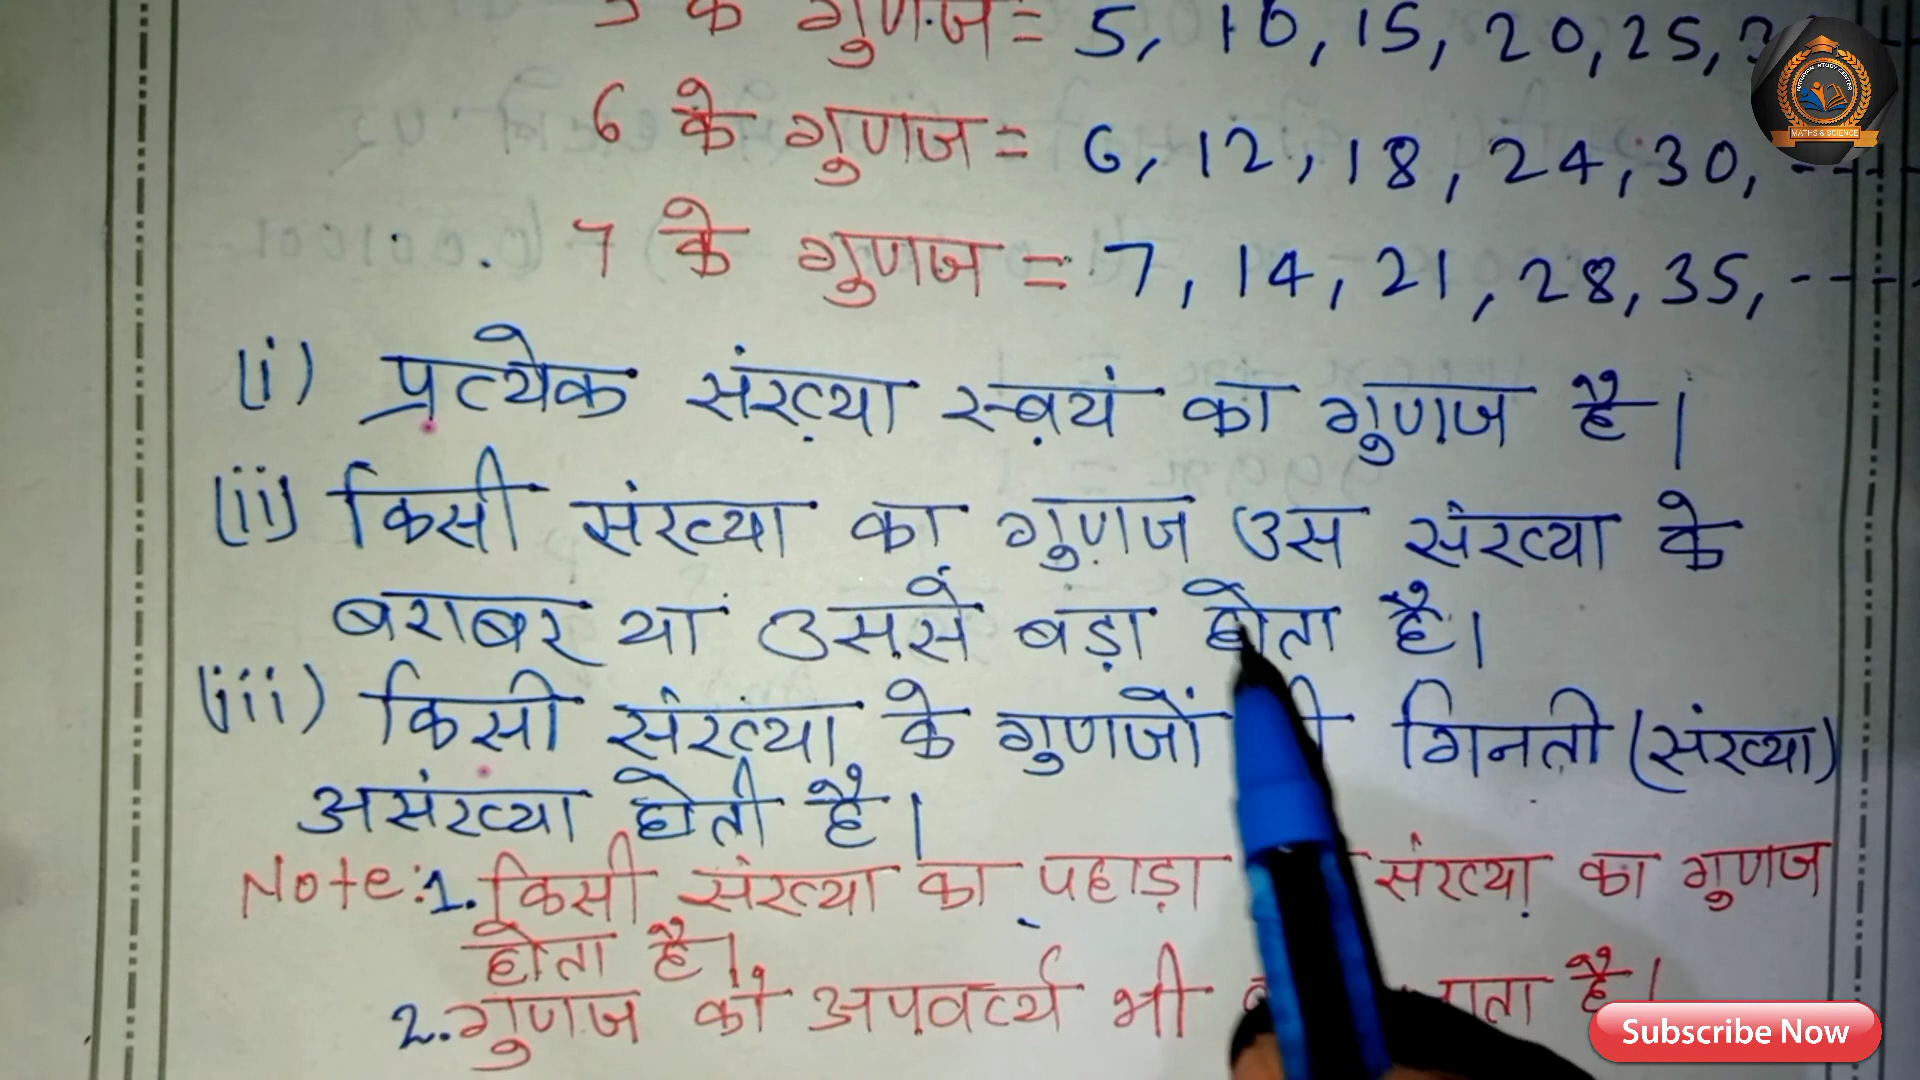 5 के गुणज = 5, 10, 15, 20, 25,
6 के गुणज = 6, 12, 18, 24, 30, ----
7 के गुणज = 7, 14, 21, 28, 35, ----
(i) प्रत्येक संख्या स्वयं का गुणज है।
(ii) किसी संख्या का गुणज उस संख्या के
बराबर या उससे बड़ा होता है।
(iii) किसी संख्या के गुणजों गिनती (संख्या)
असंख्या होती है।
Note: 1. किसी संख्या का पहाड़ा संख्या का गुणज
होता है।
2. गुणज को अपवर्त्य भी है।
MATHS & SCIENCE
Subscribe Now